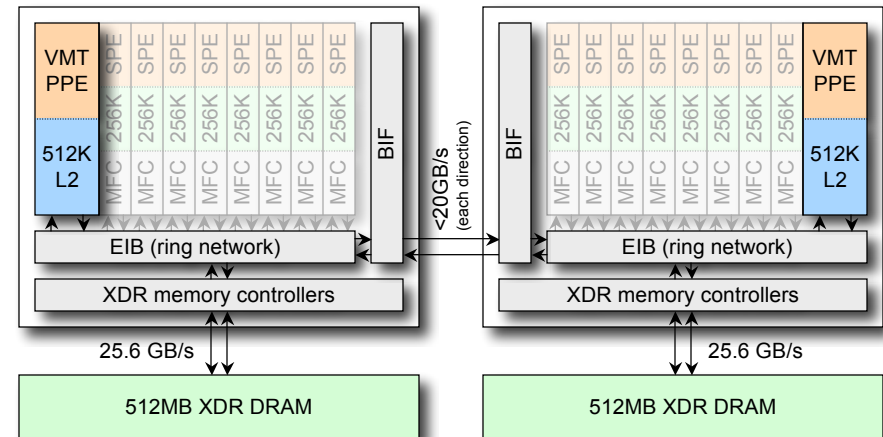 VMT
PPE
512K
L2
SPE
SPE
SPE
SPE
SPE
SPE
SPE
SPE
256K
256K
256K
256K
256K
256K
256K
256K
MFC
MFC
MFC
MFC
MFC
MFC
MFC
MFC
BIF
EIB (ring network)
XDR memory controllers
25.6 GB/s
512MB XDR DRAM
<20GB/s
(each direction)
BIF
SPE
SPE
SPE
SPE
SPE
SPE
SPE
SPE
256K
256K
256K
256K
256K
256K
256K
256K
MFC
MFC
MFC
MFC
MFC
MFC
MFC
MFC
VMT
PPE
512K
L2
EIB (ring network)
XDR memory controllers
25.6 GB/s
512MB XDR DRAM